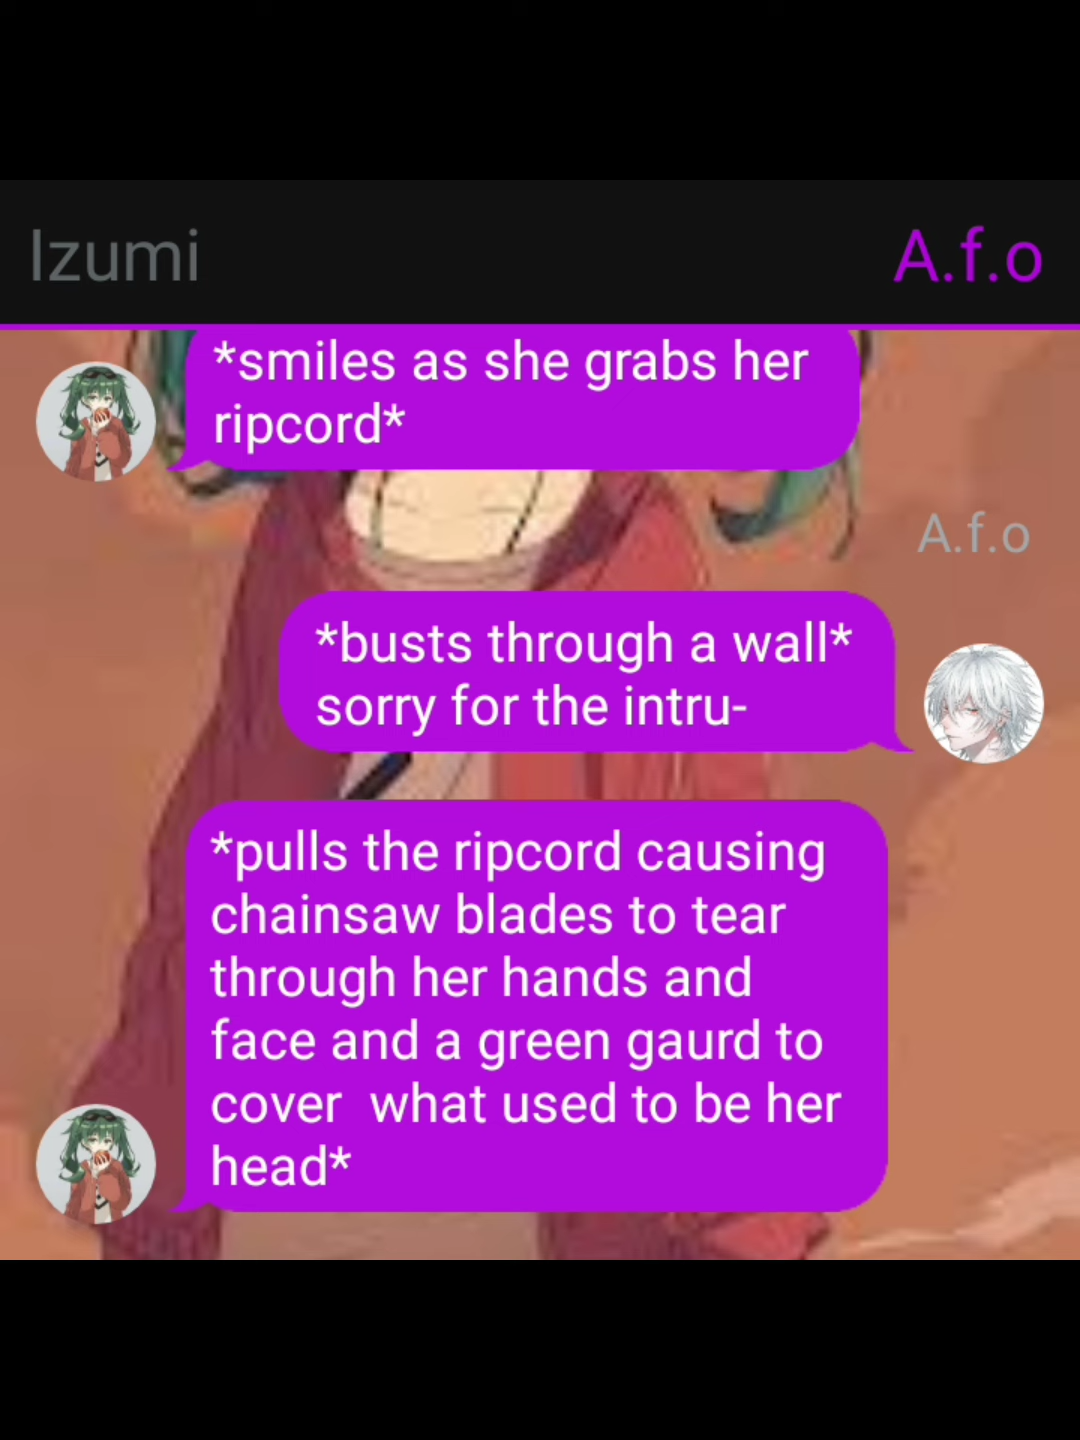 Izumi
A.f.o
*smiles as she grabs her
ripcord*
A.f.o
*busts through a wall*
sorry for the intru-
*pulls the ripcord causing
chainsaw blades to tear
through her hands and
face and a green gaurd to
cover  what used to be her
head*